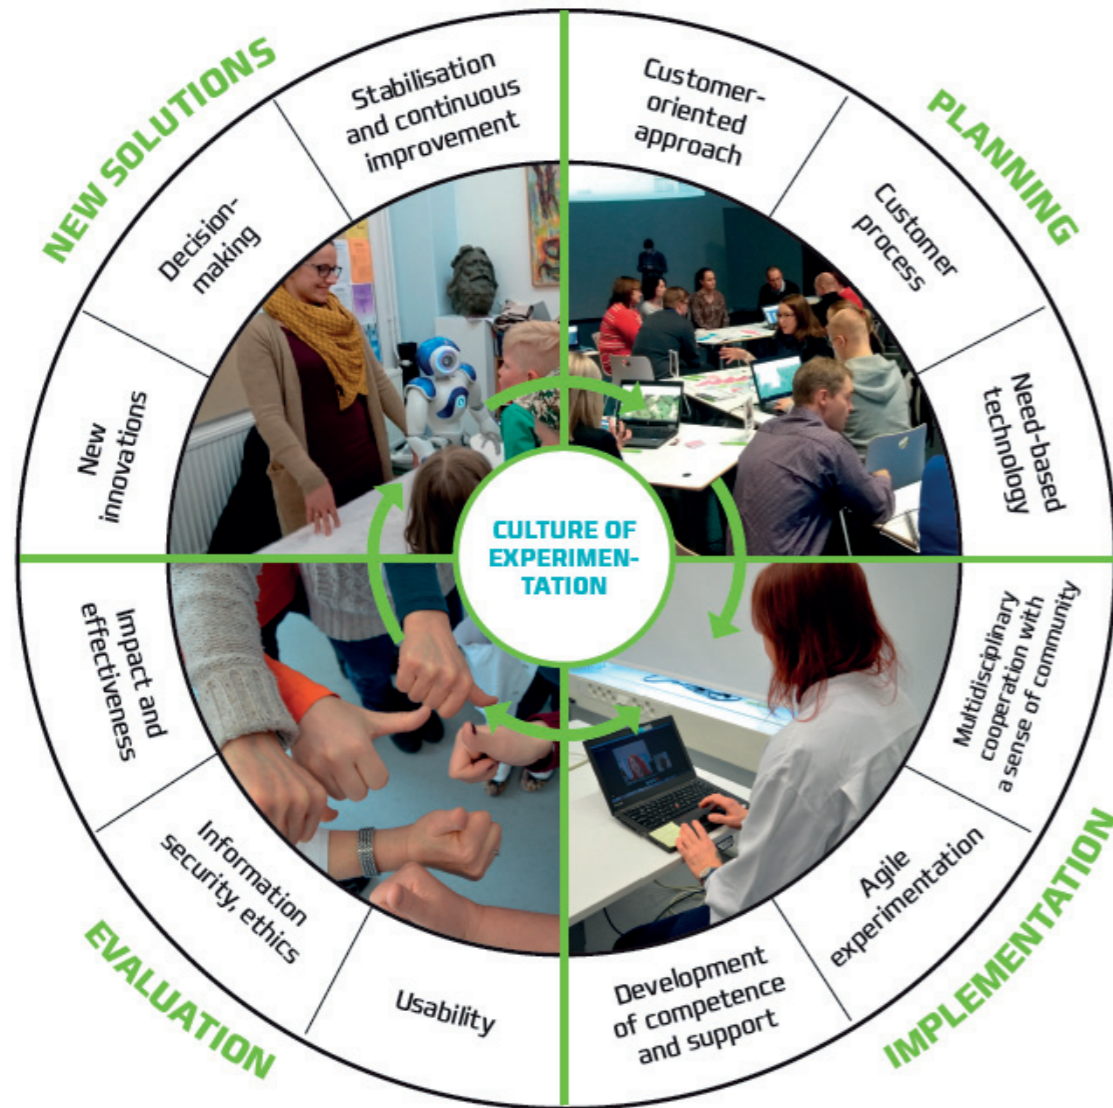 NEW SOLUTIONS
Stabilisation
and continuous
improvement
Decision-
making
New
innovations
PLANNING
Customer-
oriented
approach
Customer
process
Need-based
technology
CULTURE OF
EXPERIMEN-
TATION
IMPLEMENTATION
Multidisciplinary
cooperation with
a sense of community
Agile
experimentation
Development
of competence
and support
EVALUATION
Usability
Information
security, ethics
Impact and
effectiveness